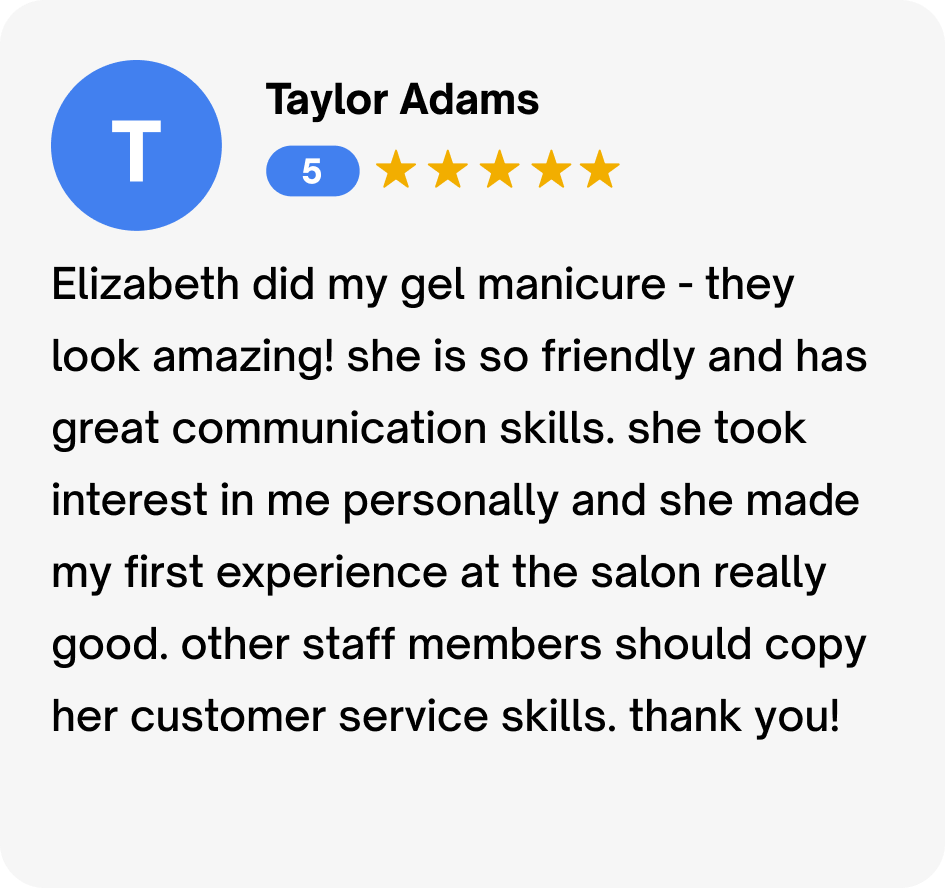 T
Taylor Adams
5
Elizabeth did my gel manicure - they
look amazing! she is so friendly and has
great communication skills. she took
interest in me personally and she made
my first experience at the salon really
good. other staff members should copy
her customer service skills. thank you!